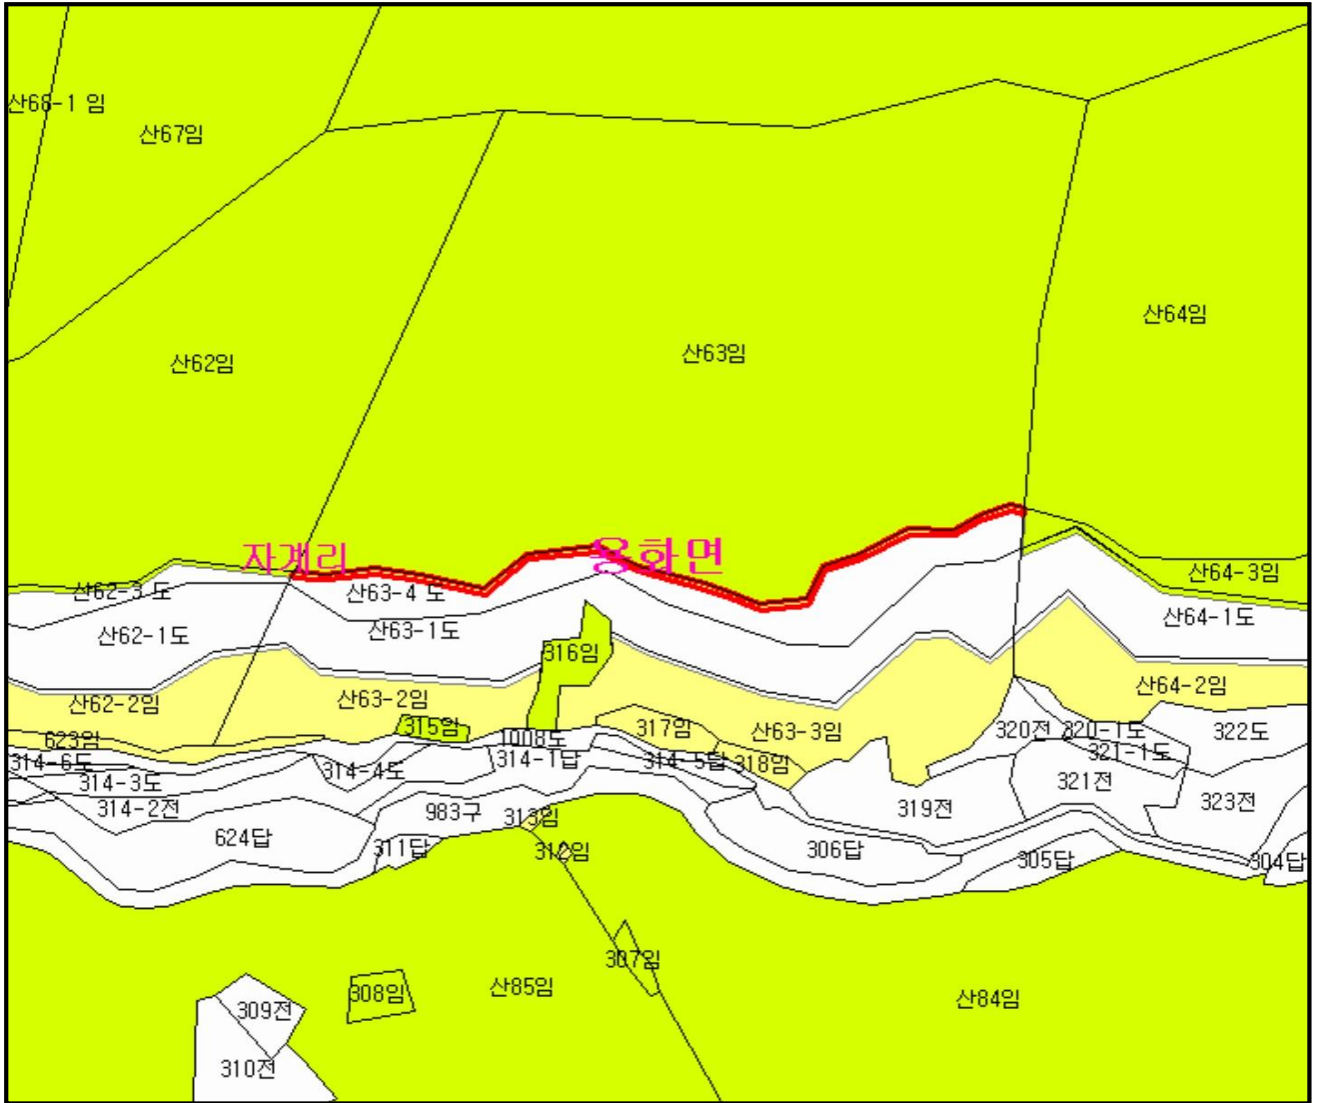 산68-1 임
산67임
산64임
산63임
산62임
자계리
용화면
산64-3임
산62-3 도
산63-4 도
산64-1도
산62-1도
산63-1도
316임
산64-2임
산63-2임
산62-2임
315임
317임
산63-3임
320전
320-1도
322도
623임
1008도
321-1도
314-6도
314-1답
314-5답
318임
314-4도
314-3도
321전
314-2전
983구
319전
323전
313임
624답
311답
312임
306답
305답
304답
307임
산85임
308임
산84임
309전
310전